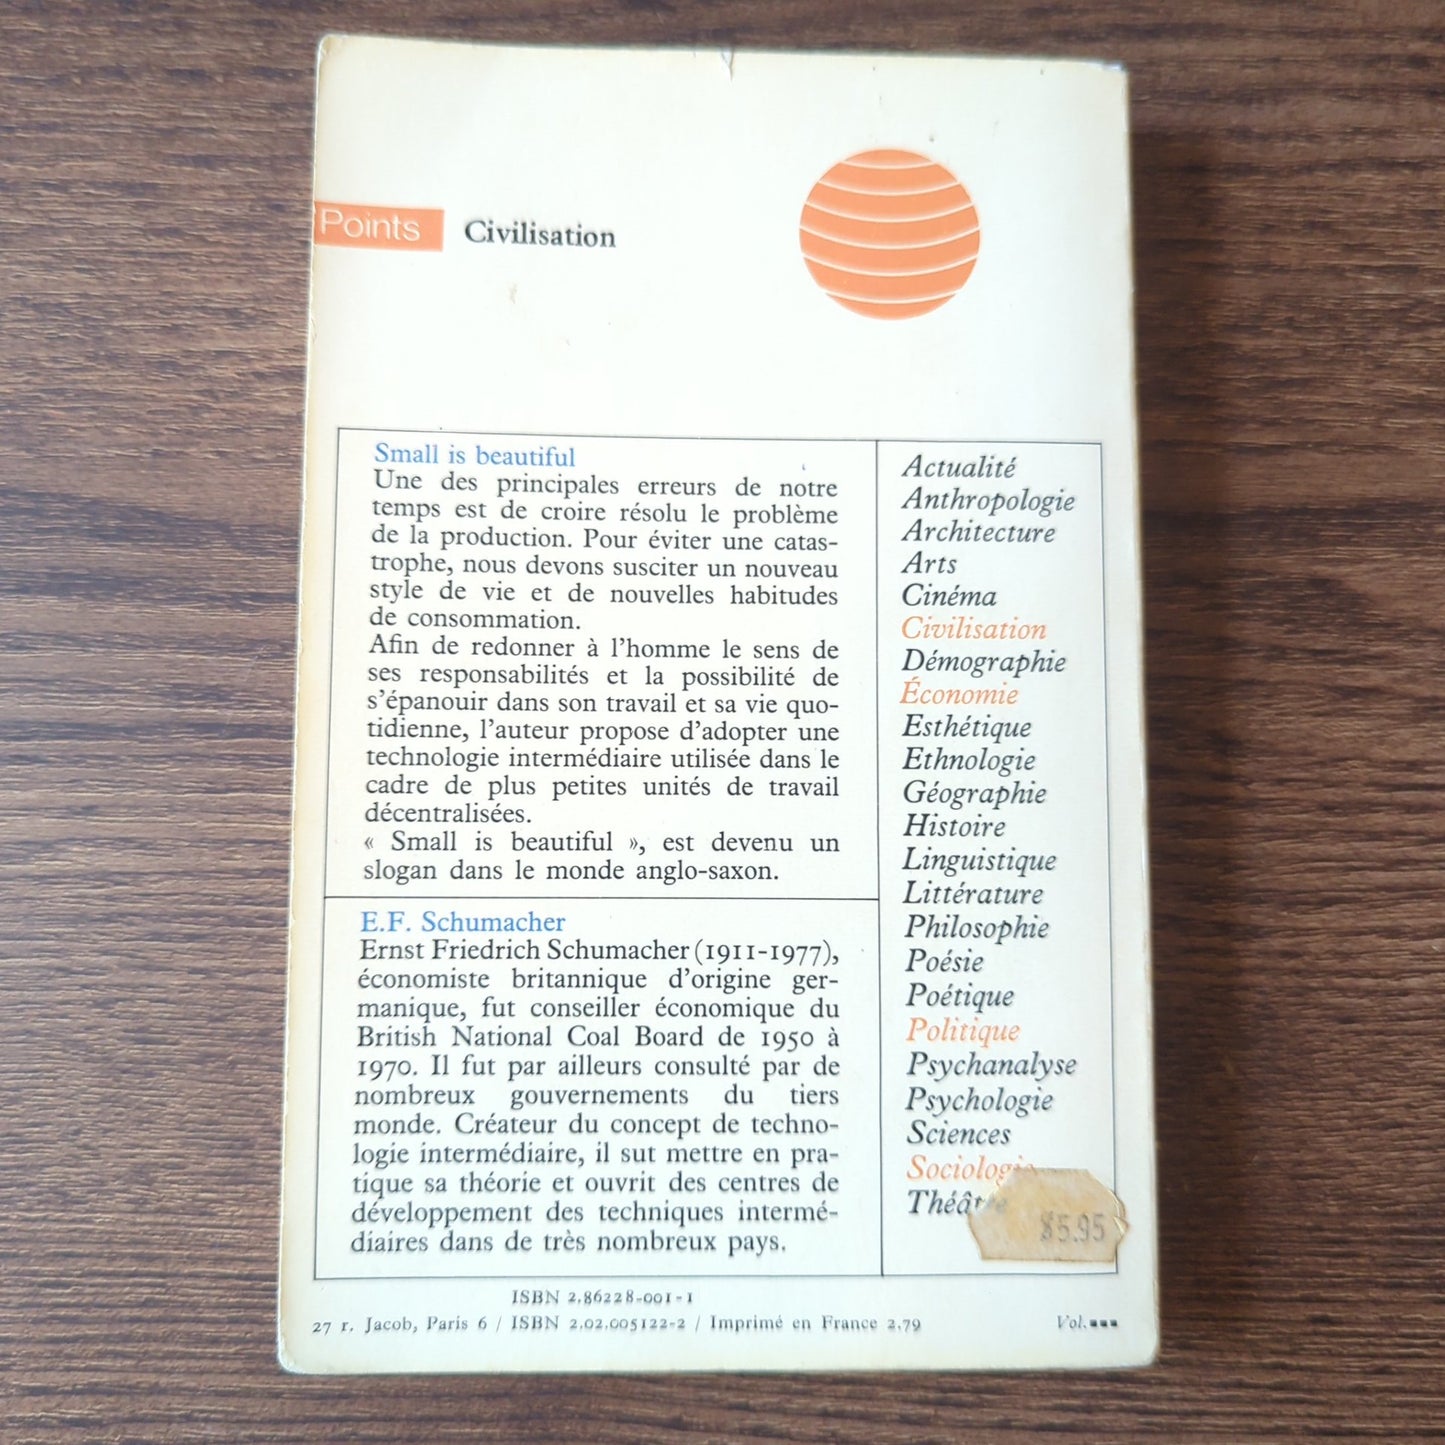 Points Civilisation
Small is beautiful
Une des principales erreurs de notre
temps est de croire résolu le problème
de la production. Pour éviter une catas-
trophe, nous devons susciter un nouveau
style de vie et de nouvelles habitudes
de consommation.
Afin de redonner à l'homme le sens de
ses responsabilités et la possibilité de
s'épanouir dans son travail et sa vie quo-
tidienne, l'auteur propose d'adopter une
technologie intermédiaire utilisée dans le
cadre de plus petites unités de travail
décentralisées.
« Small is beautiful », est devenu un
slogan dans le monde anglo-saxon.
E.F. Schumacher
Ernst Friedrich Schumacher (1911-1977),
économiste britannique d'origine ger-
manique, fut conseiller économique du
British National Coal Board de 1950 à
1970. Il fut par ailleurs consulté par de
nombreux gouvernements du tiers
monde. Créateur du concept de techno-
logie intermédiaire, il sut mettre en pra-
tique sa théorie et ouvrit des centres de
développement des techniques intermé-
diaires dans de très nombreux pays.
Actualité
Anthropologie
Architecture
Arts
Cinéma
Civilisation
Démographie
Économie
Esthétique
Ethnologie
Géographie
Histoire
Linguistique
Littérature
Philosophie
Poésie
Poétique
Politique
Psychanalyse
Psychologie
Sciences
Sociologie
Théâtre
$5.95
ISBN 2.86228-001-1
27 r. Jacob, Paris 6 / ISBN 2.02.005122-2 / Imprimé en France 2.79
Vol.